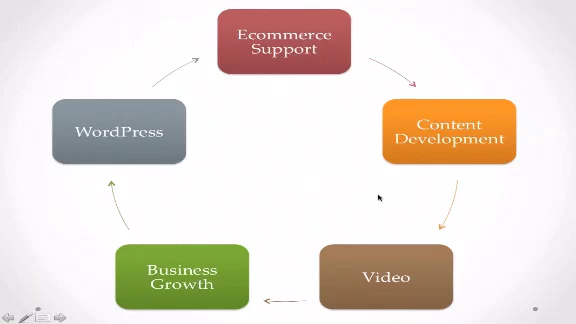 Ecommerce
Support
Content
Development
Video
Business
Growth
WordPress